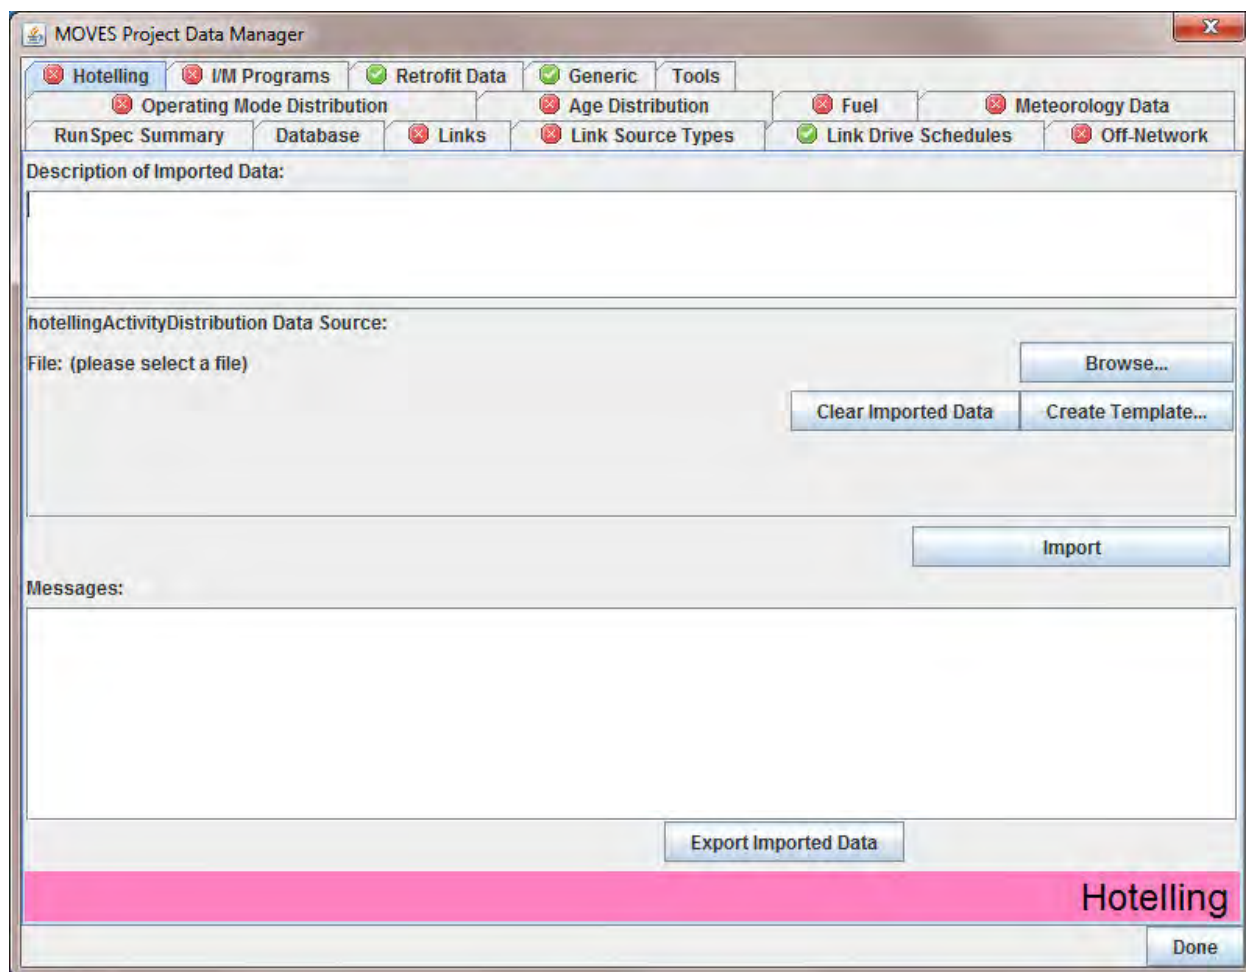 MOVES Project Data Manager
Hotelling I/M Programs Retrofit Data Generic Tools
Operating Mode Distribution Age Distribution Fuel Meteorology Data
RunSpec Summary Database Links Link Source Types Link Drive Schedules Off-Network
Description of Imported Data:
hotellingActivityDistribution Data Source:
File: (please select a file) Browse...
Clear Imported Data Create Template...
Import
Messages:
Export Imported Data
Hotelling
Done